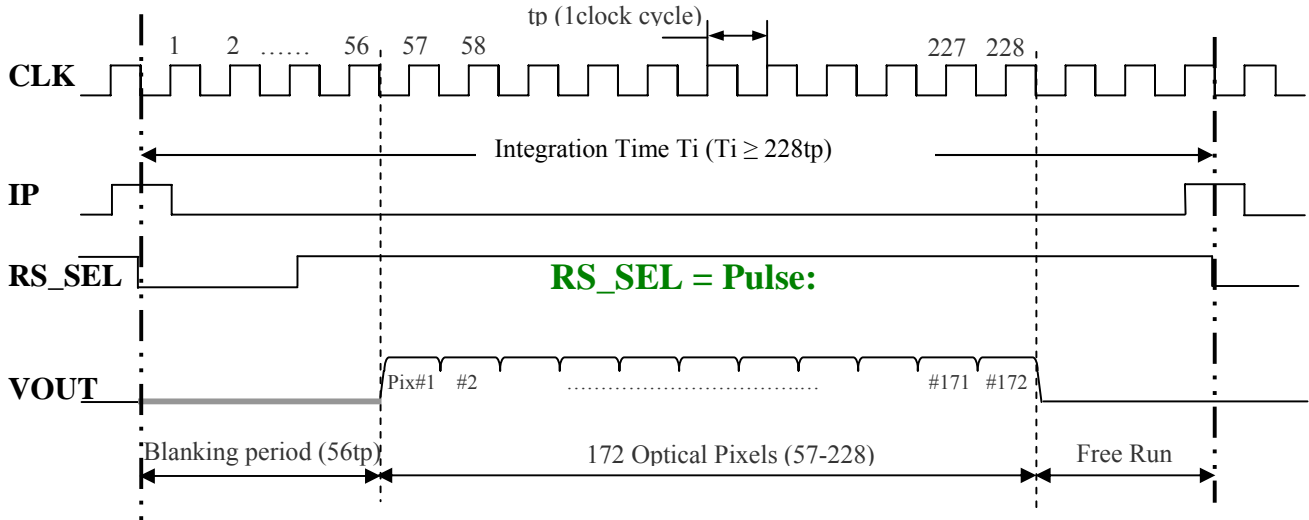 tp (1clock cycle)
1 2 …… 56 57 58 227 228
CLK
Integration Time Ti (Ti ≥ 228tp)
IP
RS_SEL RS_SEL = Pulse:
VOUT Pix#1 #2 ………………………….… #171 #172
Blanking period (56tp) 172 Optical Pixels (57-228) Free Run